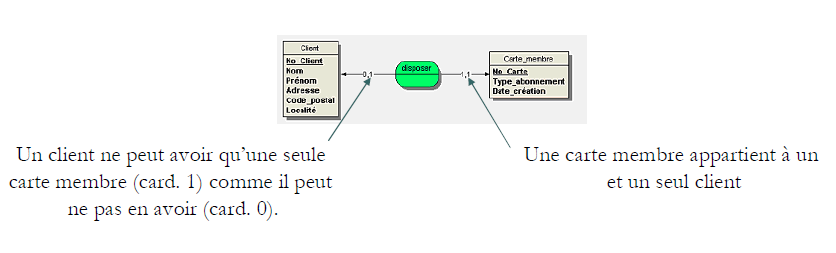 Client
No_Client
Nom
Prénom
Adresse
Code_postal
Localité
0,1
disposer
1,1
Carte_membre
No_Carte
Type_abonnement
Date_création
Un client ne peut avoir qu'une seule
carte membre (card. 1) comme il peut
ne pas en avoir (card. 0).
Une carte membre appartient à un
et un seul client